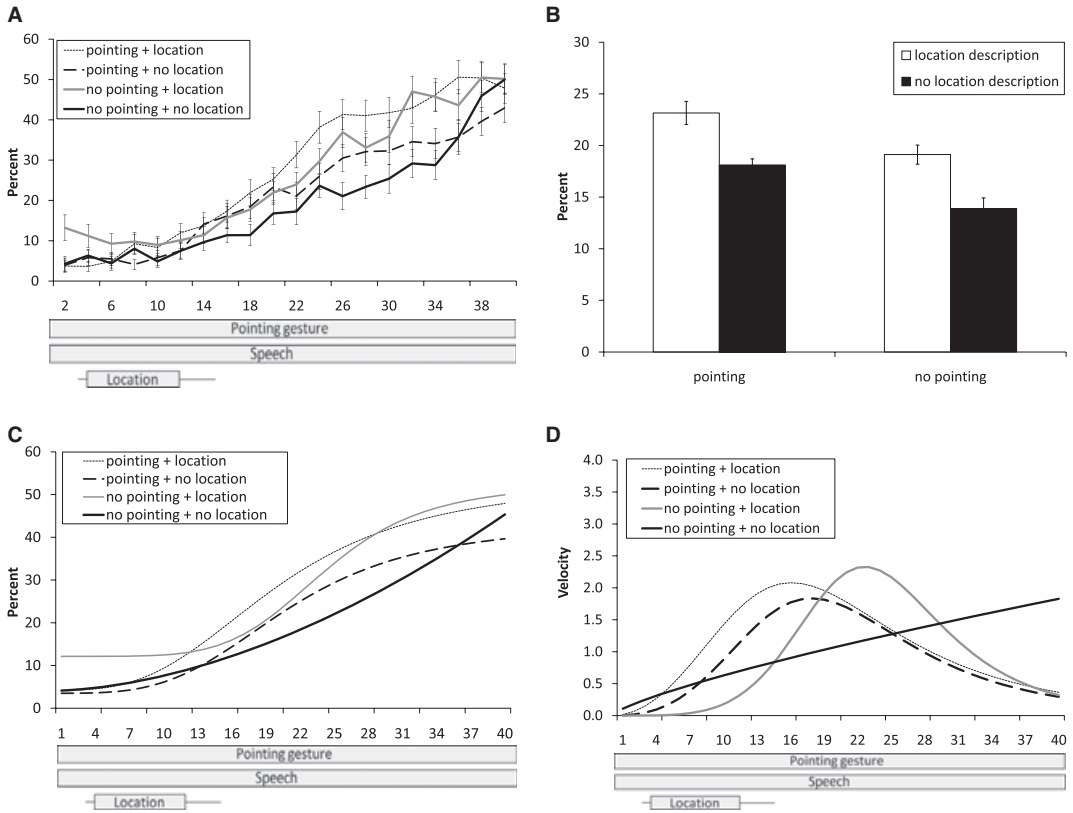 A
60
50
40
30
20
10
0
Percent
pointing + location
pointing + no location
no pointing + location
no pointing + no location
2 6 10 14 18 22 26 30 34 38
Pointing gesture
Speech
Location
B
30
25
20
15
10
5
0
Percent
location description
no location description
pointing no pointing
C
60
50
40
30
20
10
0
Percent
pointing + location
pointing + no location
no pointing + location
no pointing + no location
1 4 7 10 13 16 19 22 25 28 31 34 37 40
Pointing gesture
Speech
Location
D
4.0
3.5
3.0
2.5
2.0
1.5
1.0
0.5
0.0
Velocity
pointing + location
pointing + no location
no pointing + location
no pointing + no location
1 4 7 10 13 16 19 22 25 28 31 34 37 40
Pointing gesture
Speech
Location